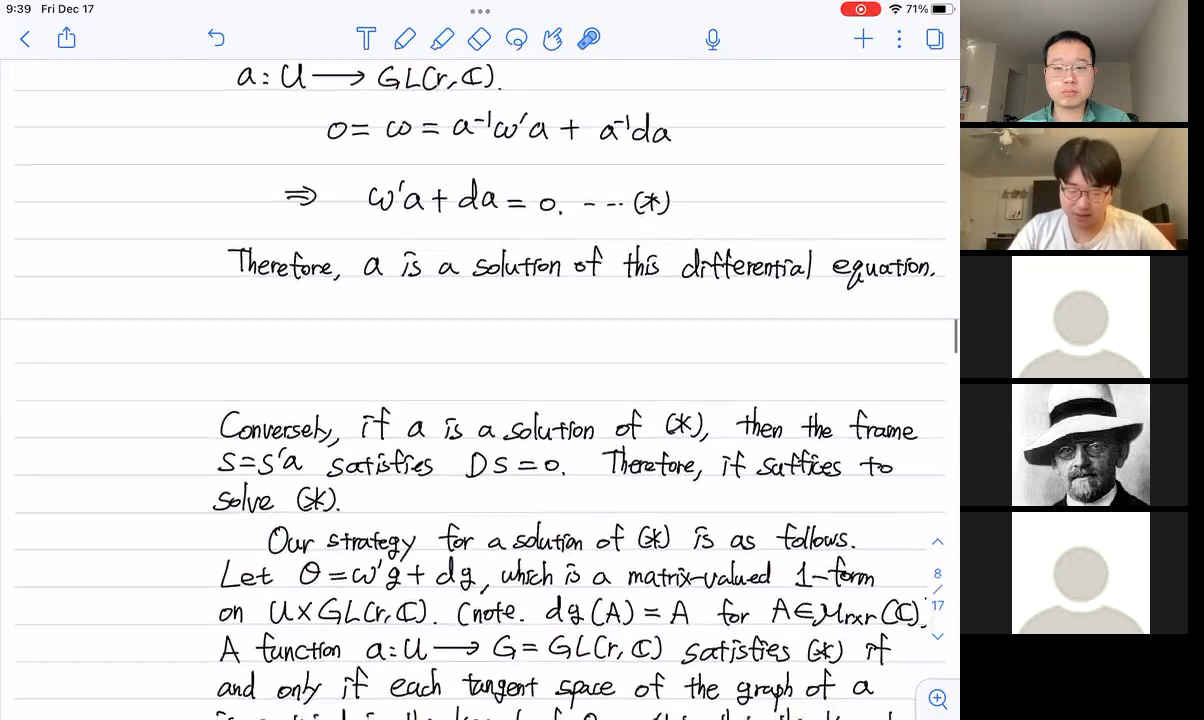 9:39 Fri Dec 17
71%
a : U ⟶ GL(r, ℂ).
0 = ω = a⁻¹ω'a + a⁻¹da
⇒ ω'a + da = 0. --- (*)
Therefore, a is a solution of this differential equation.
Conversely, if a is a solution of (*), then the frame
s=s'a satisfies Ds=0. Therefore, it suffices to
solve (*).
Our strategy for a solution of (*) is as follows.
Let θ = ω'g + dg, which is a matrix-valued 1-form
on U×GL(r,ℂ). (note. dg(A) = A for A∈M_{r×r}(ℂ).
A function a: U ⟶ G = GL(r, ℂ) satisfies (*) if
and only if each tangent space of the graph of a
8
/
17